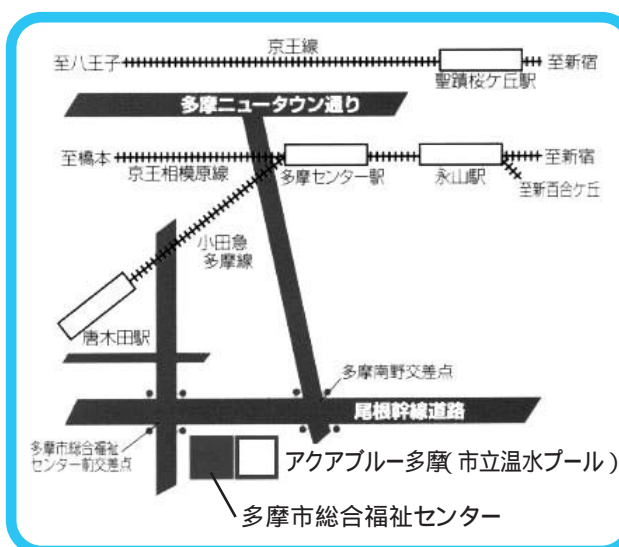 京王線
至八王子
至新宿
聖蹟桜ケ丘駅
多摩ニュータウン通り
至橋本
至新宿
京王相模原線
多摩センター駅
永山駅
至新百合ケ丘
小田急
多摩線
唐木田駅
多摩南野交差点
尾根幹線道路
多摩市総合福祉
センター前交差点
アクアブルー多摩(市立温水プール)
多摩市総合福祉センター